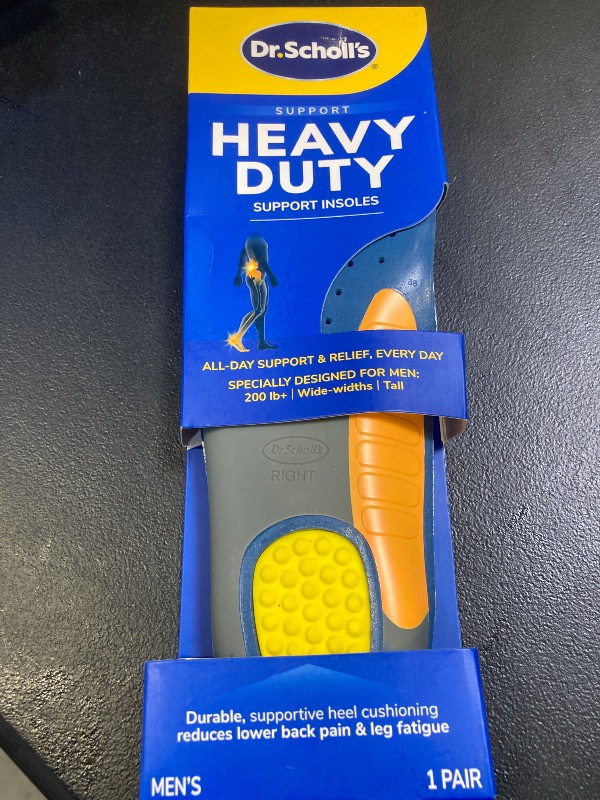 Dr.Scholl's®
SUPPORT
HEAVY
DUTY
SUPPORT INSOLES
ALL-DAY SUPPORT & RELIEF, EVERY DAY
SPECIALLY DESIGNED FOR MEN:
200 lb+ | Wide-widths | Tall
Dr.Scholl's
RIGHT
Durable, supportive heel cushioning
reduces lower back pain & leg fatigue
MEN'S
1 PAIR